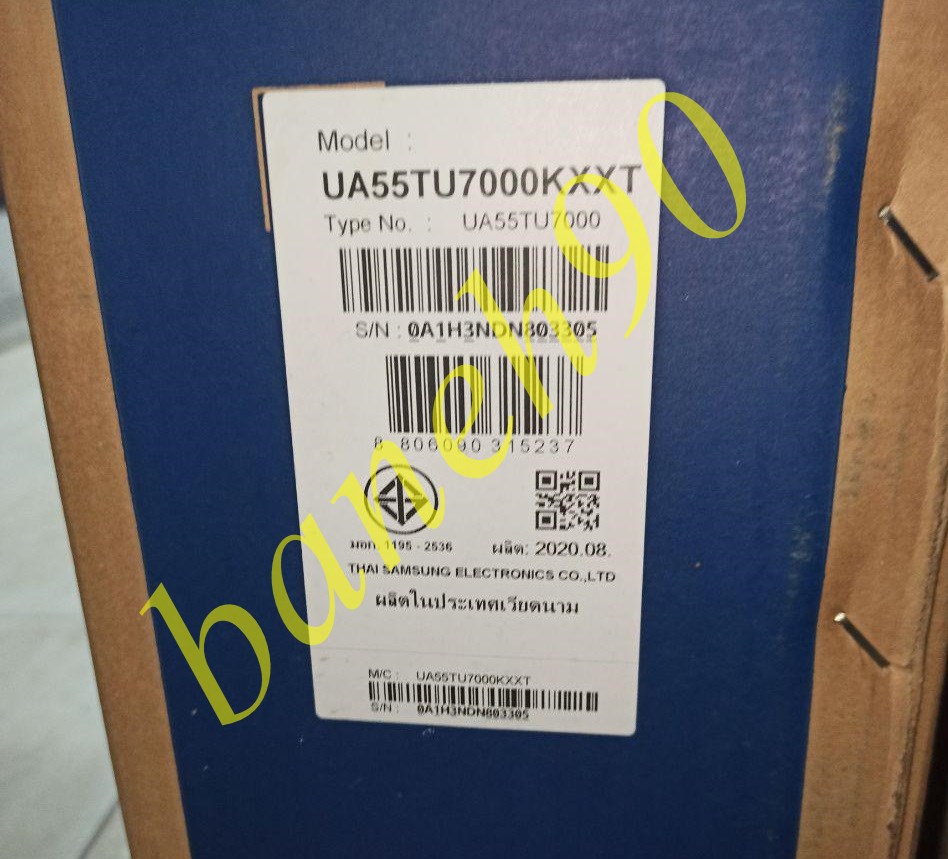 Model :
UA55TU7000KXXT
Type No. : UA55TU7000
S/N : 0A1H3NDN803305
8 806090 315237
มอก. 1195 - 2536 ผลิต: 2020.08.
THAI SAMSUNG ELECTRONICS CO.,LTD
ผลิตในประเทศเวียดนาม
M/C : UA55TU7000KXXT
S/N : 0A1H3NDN803305
baneh90